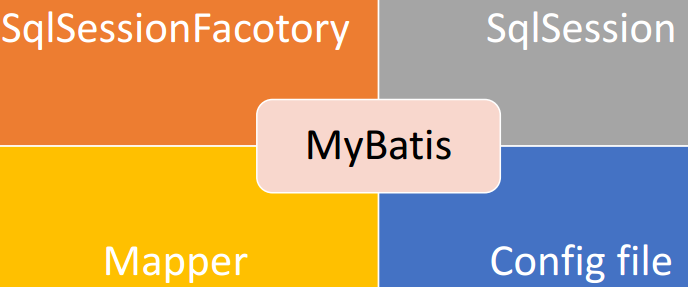 SqlSessionFacotory
SqlSession
MyBatis
Mapper
Config file